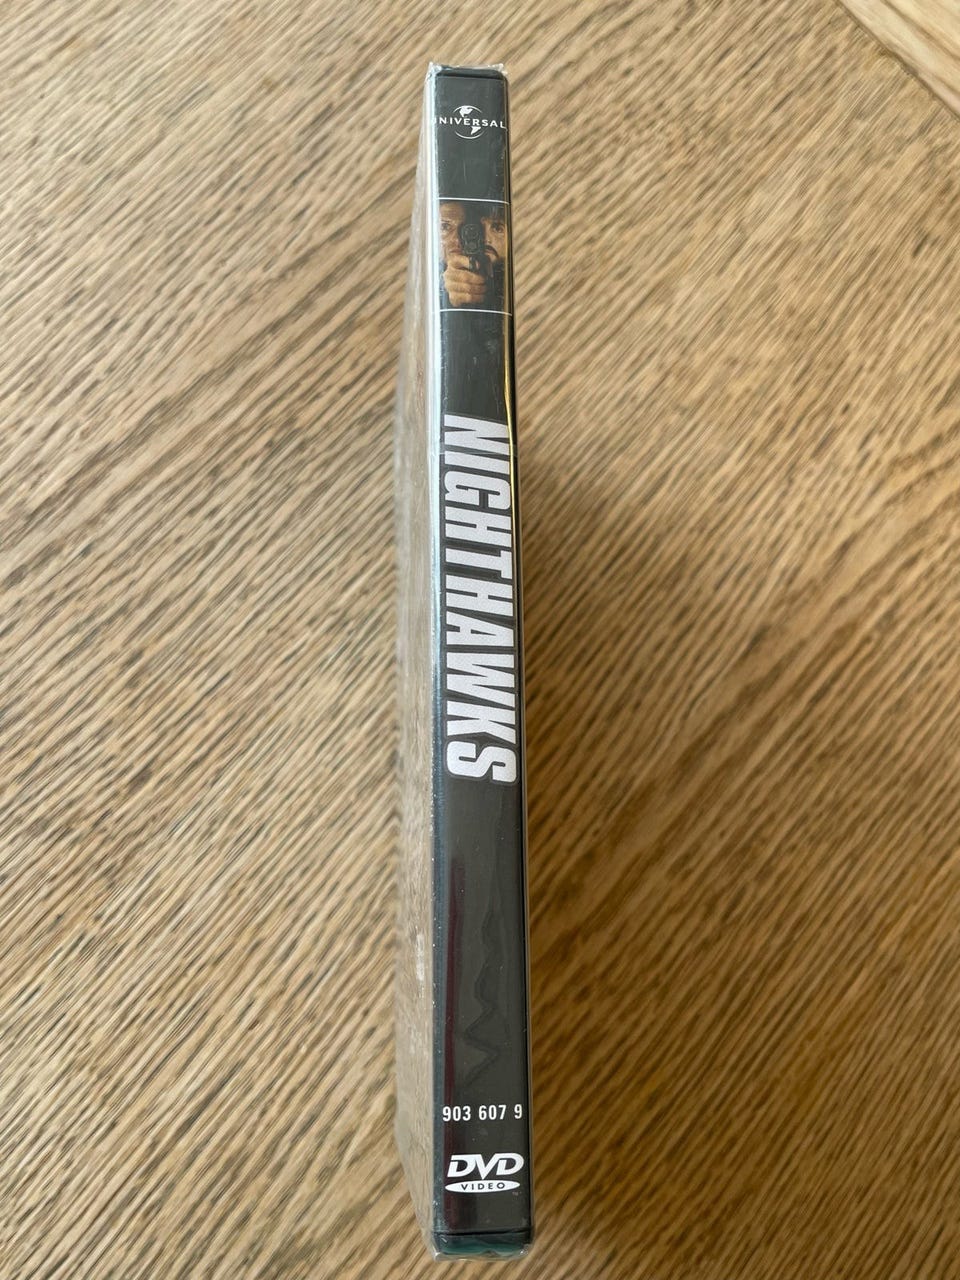 UNIVERSAL
NIGHTHAWKS
903 607 9
DVD
VIDEO